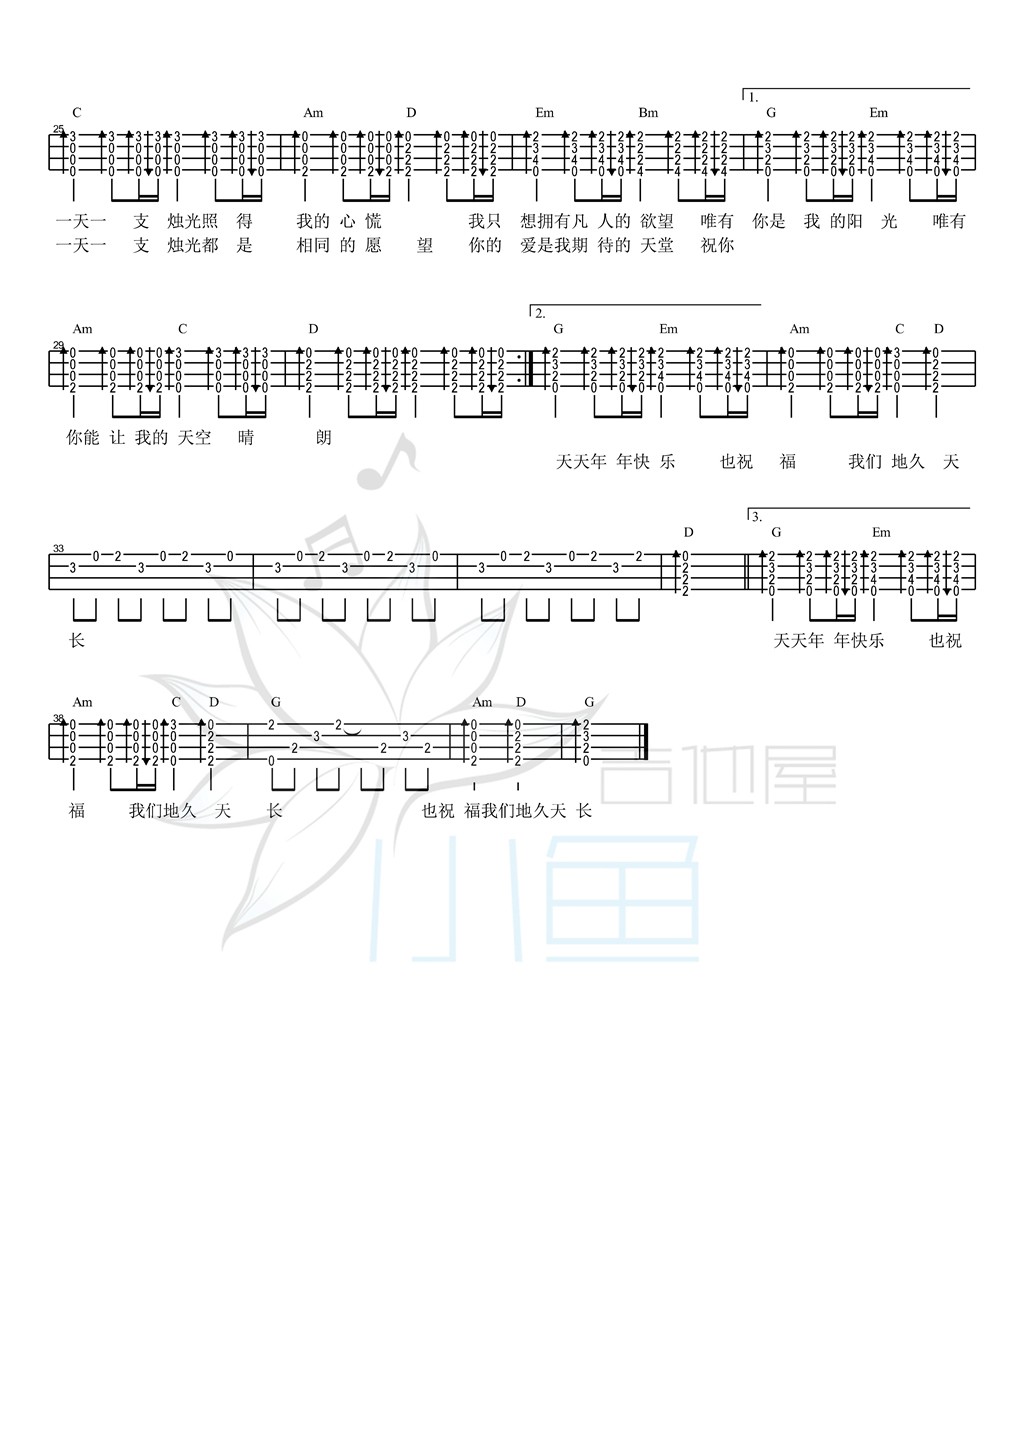 1.
C Am D Em Bm G Em
25
一天一 支 烛光照 得 我的 心 慌 我只 想拥有凡 人的 欲望 唯有 你是 我 的阳 光 唯有
一天一 支 烛光都 是 相同 的 愿 望 你的 爱是我期 待的 天堂 祝你
2.
Am C D G Em Am C D
29
你能 让 我的 天空 晴 朗
天天年 年快 乐 也祝 福 我们 地久 天
3.
D G Em
33
长 天天年 年快乐 也祝
Am C D G Am D G
38
福 我们地久 天 长 也祝 福我们地久天 长
吉他屋
小鱼